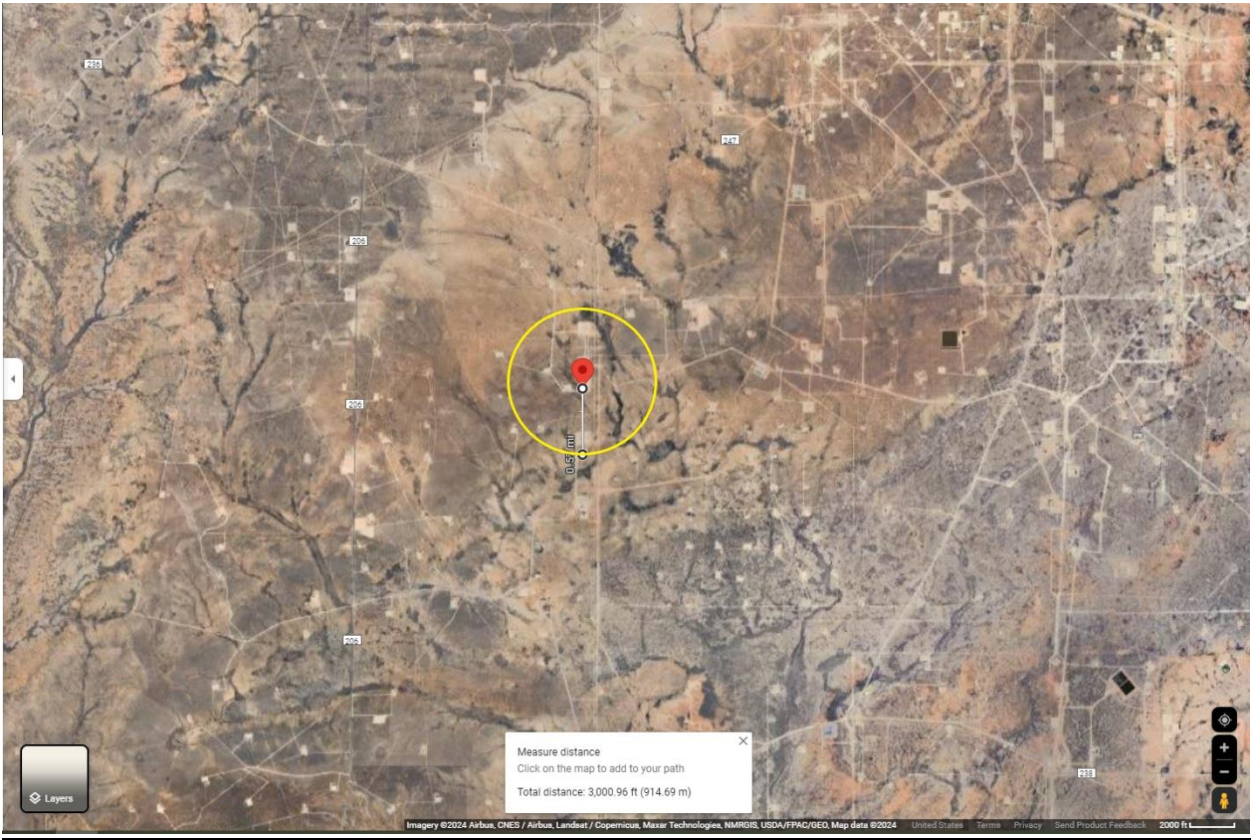 236
247
206
206
0.57 mi
206
238
Layers
Measure distance
Click on the map to add to your path
Total distance: 3,000.96 ft (914.69 m)
Imagery ©2024 Airbus, CNES / Airbus, Landsat / Copernicus, Maxar Technologies, NMRGIS, USDA/FPAC/GEO, Map data ©2024 United States Terms Privacy Send Product Feedback 2000 ft